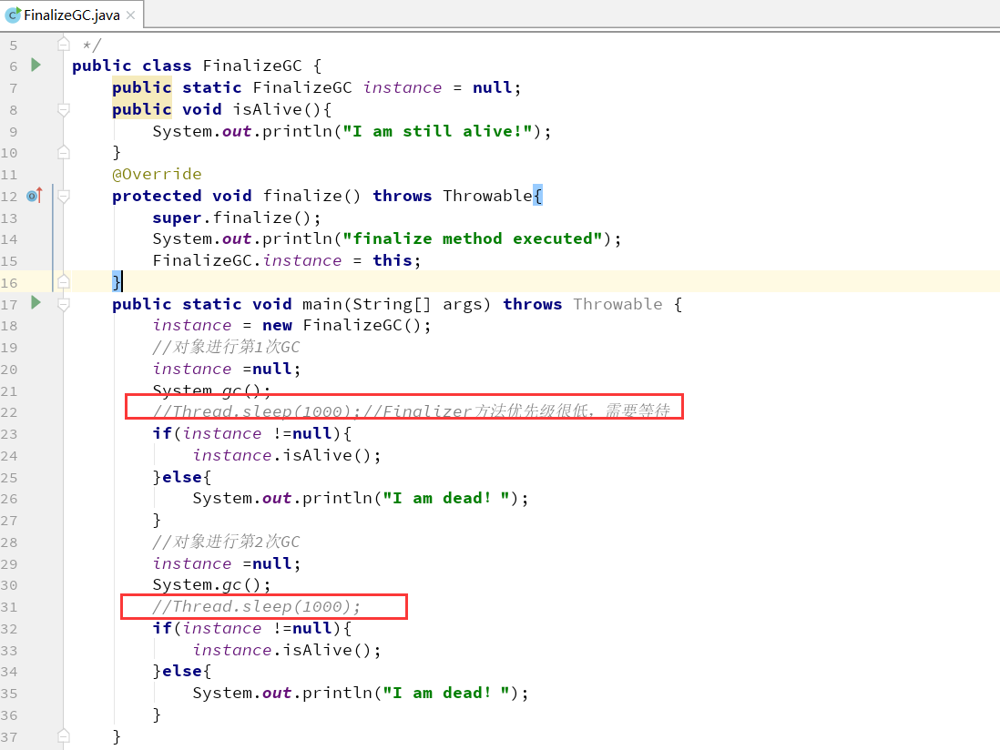 FinalizeGC.java
5 */
6 public class FinalizeGC {
7 public static FinalizeGC instance = null;
8 public void isAlive(){
9 System.out.println("I am still alive!");
10 }
11 @Override
12 protected void finalize() throws Throwable{
13 super.finalize();
14 System.out.println("finalize method executed");
15 FinalizeGC.instance = this;
16 }
17 public static void main(String[] args) throws Throwable {
18 instance = new FinalizeGC();
19 //对象进行第1次GC
20 instance =null;
21 System.gc();
22 //Thread.sleep(1000);//Finalizer方法优先级很低，需要等待
23 if(instance !=null){
24 instance.isAlive();
25 }else{
26 System.out.println("I am dead！");
27 }
28 //对象进行第2次GC
29 instance =null;
30 System.gc();
31 //Thread.sleep(1000);
32 if(instance !=null){
33 instance.isAlive();
34 }else{
35 System.out.println("I am dead！");
36 }
37 }